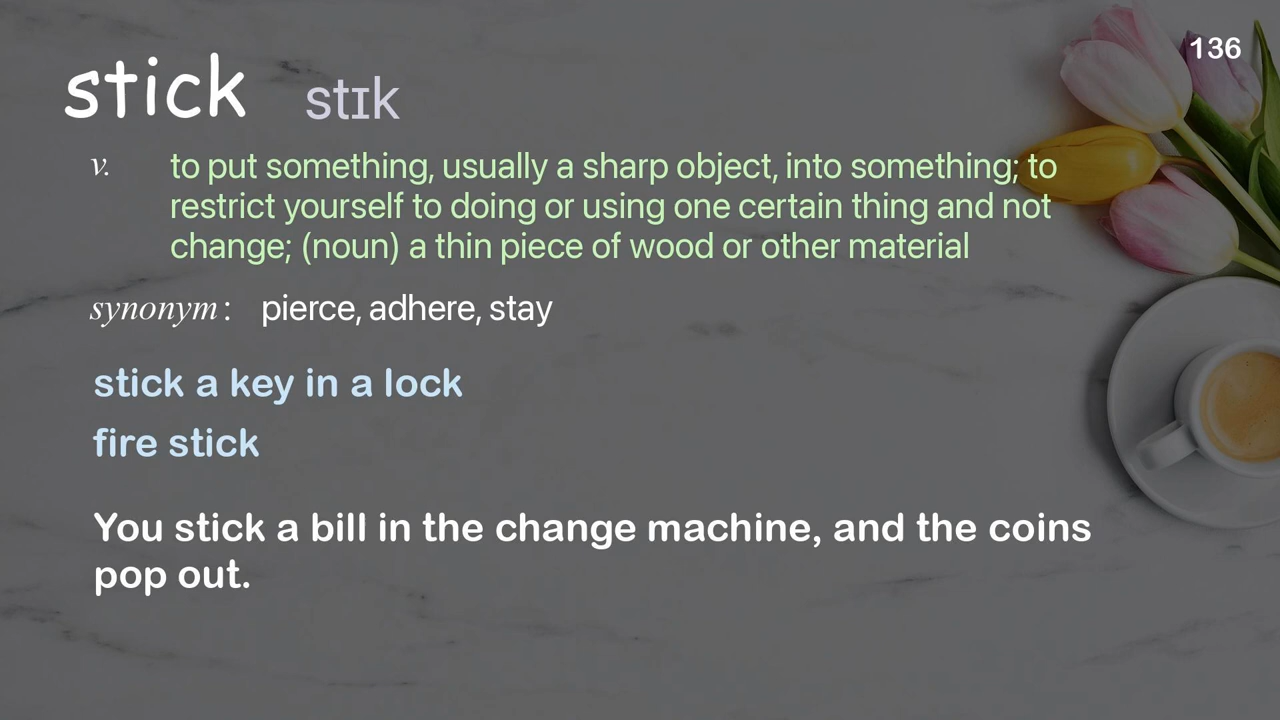 136
stick stɪk
v. to put something, usually a sharp object, into something; to
restrict yourself to doing or using one certain thing and not
change; (noun) a thin piece of wood or other material
synonym: pierce, adhere, stay
stick a key in a lock
fire stick
You stick a bill in the change machine, and the coins
pop out.